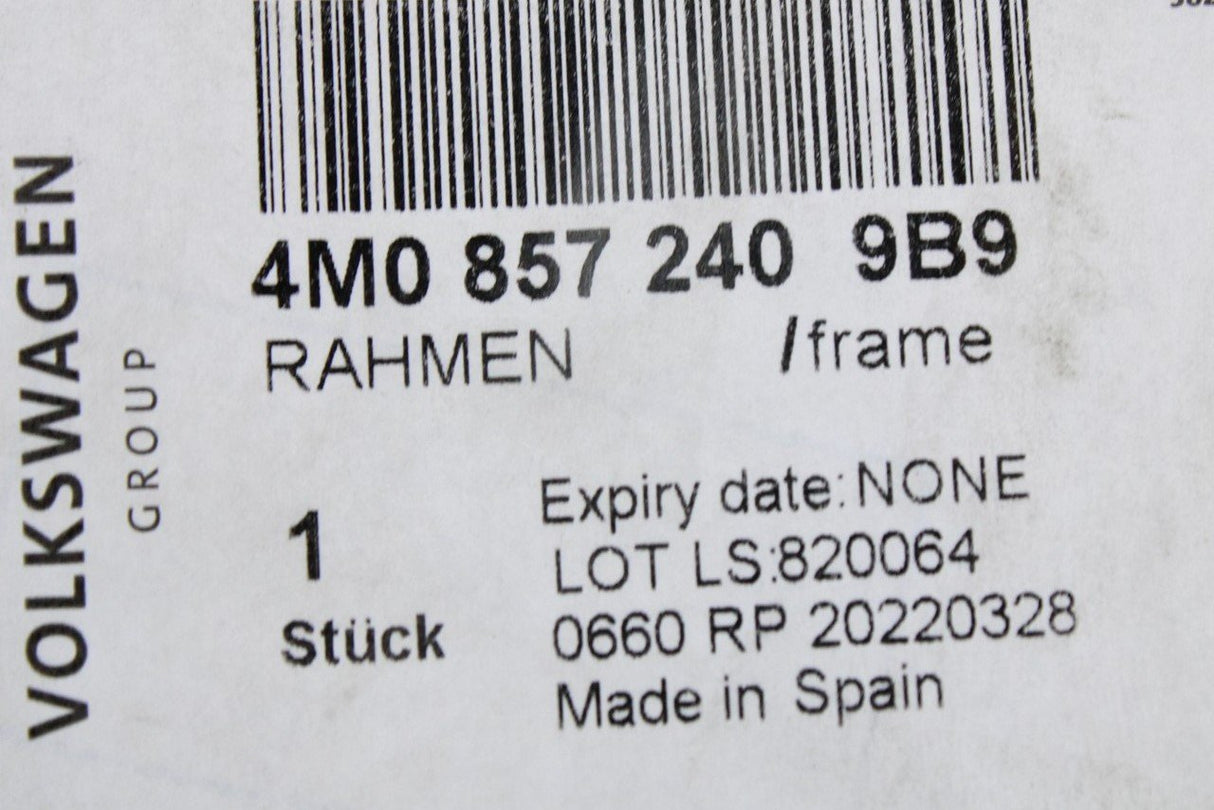 4M0 857 240 9B9
RAHMEN /frame
Expiry date:NONE
1
LOT LS:820064
Stück
0660 RP 20220328
Made in Spain
VOLKSWAGEN
GROUP